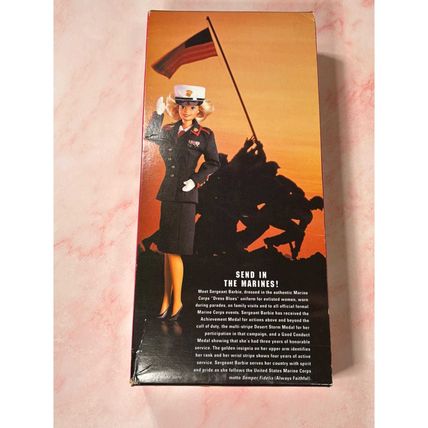 SEND IN
THE MARINES!
Meet Sergeant Barbie, dressed in the authentic Marine
Corps "Dress Blues" uniform for enlisted women, worn
during parades, on family visits and to all official formal
Marine Corps events. Sergeant Barbie has received the
Achievement Medal for actions above and beyond the
call of duty, the multi-stripe Desert Storm Medal for her
participation in that campaign, and a Good Conduct
Medal showing that she's had three years of honorable
service. The golden insignia on her upper arm identifies
her rank and her wrist stripe shows four years of active
service. Sergeant Barbie serves her country with spirit
and pride as she follows the United States Marine Corps
motto Semper Fidelis (Always Faithful).